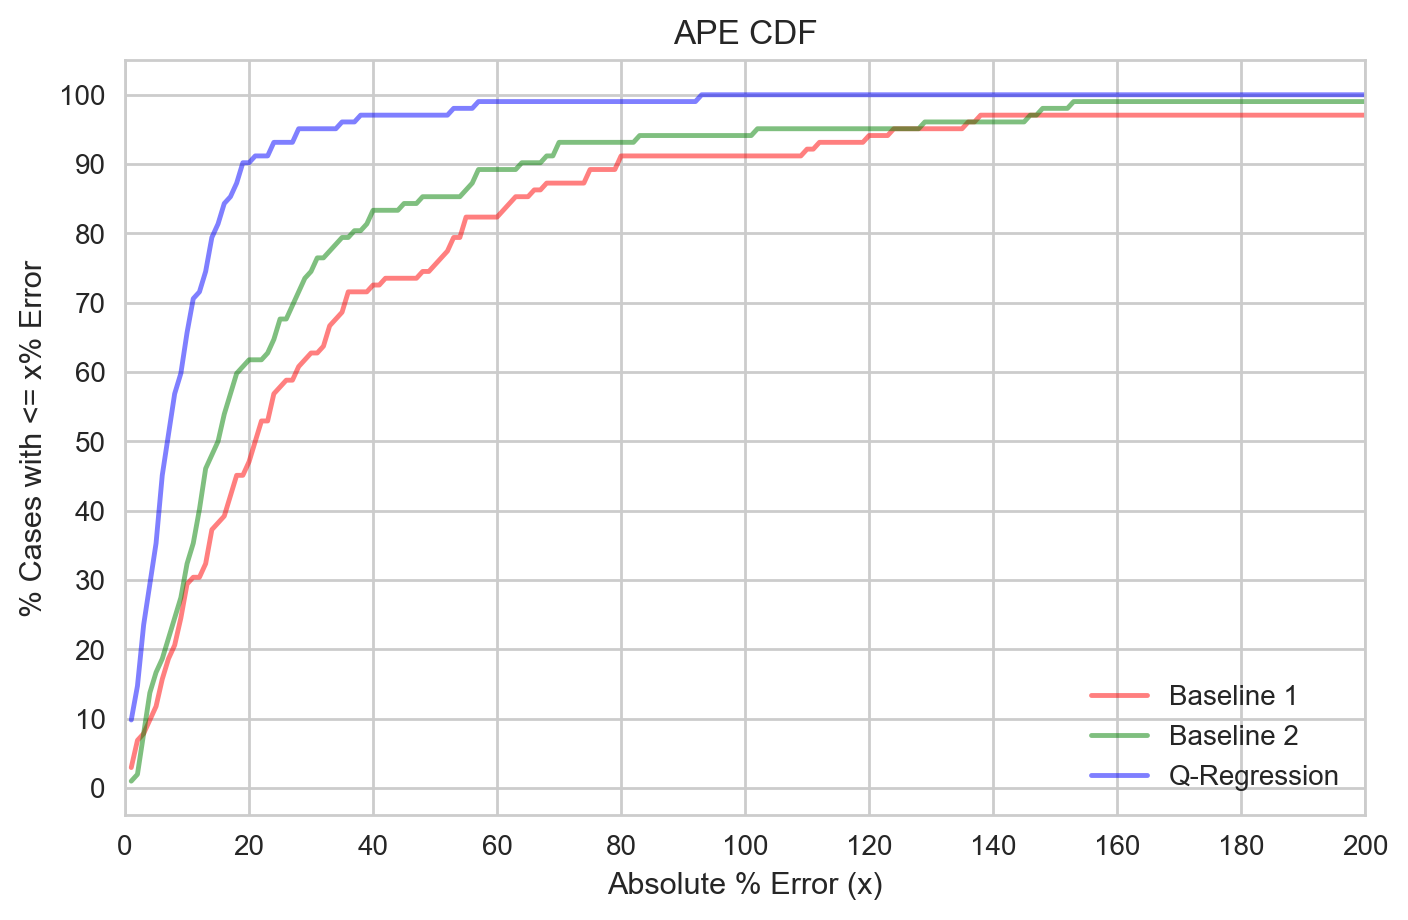 APE CDF
% Cases with <= x% Error
100
90
80
70
60
50
40
30
20
10
0
Baseline 1
Baseline 2
Q-Regression
0 20 40 60 80 100 120 140 160 180 200
Absolute % Error (x)